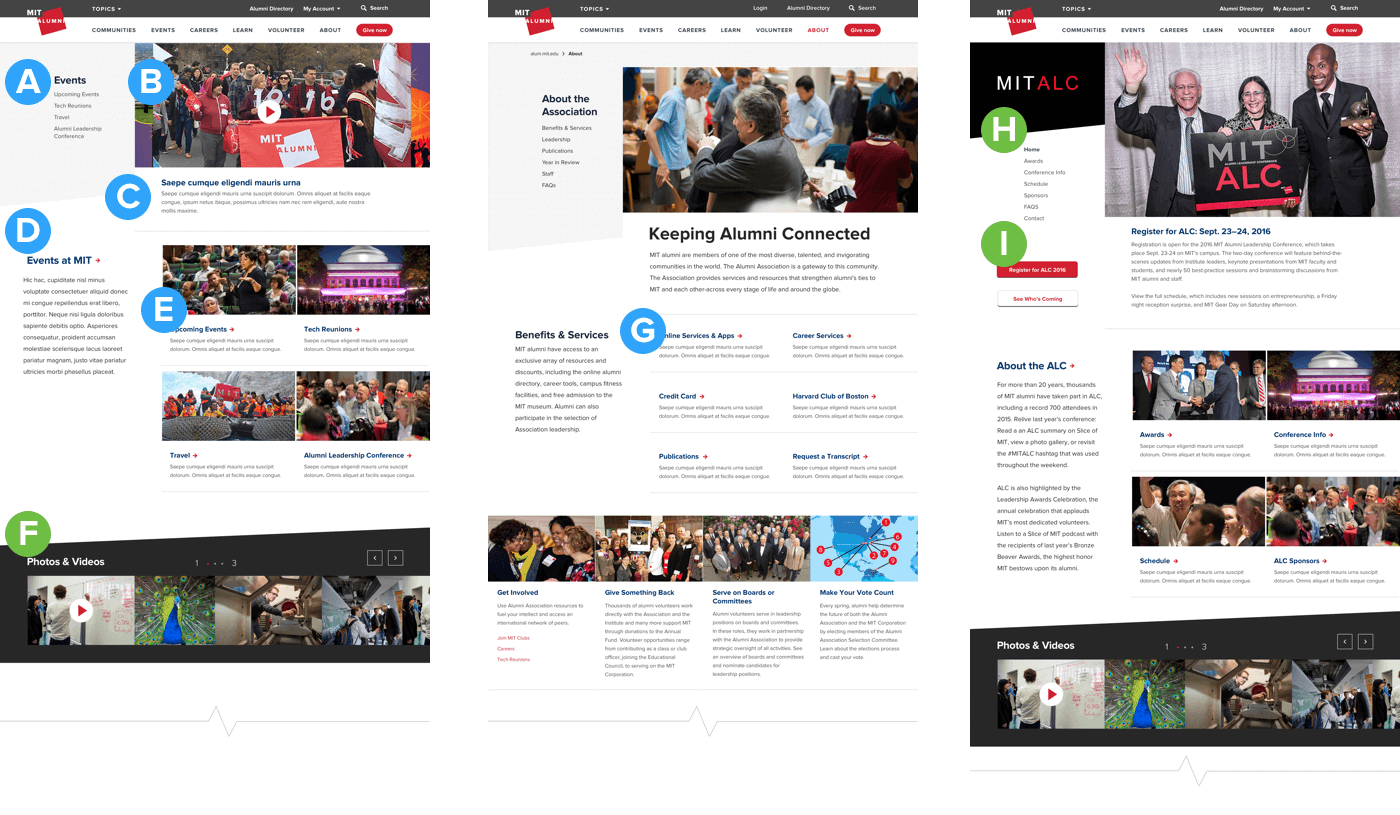 MIT
ALUMNI
TOPICS
Alumni Directory
My Account
Search
COMMUNITIES
EVENTS
CAREERS
LEARN
VOLUNTEER
ABOUT
Give now
A
Events
Upcoming Events
Tech Reunions
Travel
Alumni Leadership
Conference
B
MIT
ALUMNI
C
Saepe cumque eligendi mauris urna
Saepe cumque eligendi mauris urna suscipit dolorum. Omnis aliquat et facilis eaque
congue, ipsum netus itaque, possimus ultricies nam nec rem eligendi, aute nostra
mollis maxime.
D
Events at MIT
Hic hac, cupiditate nisl minus
voluptate consectetuer aliquid donec
mi congue repellendus erat libero,
porttitor. Neque nisi ligula doloribus
sapiente debitis optio. Asperiores
consequatur, proident accumsan
molestiae scelerisque lacus laoreet
pariatur magnam, justo vitae pariatur
ultricies morbi phasellus placeat.
E
Upcoming Events
Saepe cumque eligendi mauris urna suscipit
dolorum. Omnis aliquat et facilis eaque congue.
Tech Reunions
Saepe cumque eligendi mauris urna suscipit
dolorum. Omnis aliquat et facilis eaque congue.
Travel
Saepe cumque eligendi mauris urna suscipit
dolorum. Omnis aliquat et facilis eaque congue.
Alumni Leadership Conference
Saepe cumque eligendi mauris urna suscipit
dolorum. Omnis aliquat et facilis eaque congue.
F
Photos & Videos
1
3
MIT
ALUMNI
TOPICS
Login
Alumni Directory
Search
COMMUNITIES
EVENTS
CAREERS
LEARN
VOLUNTEER
ABOUT
Give now
alum.mit.edu > About
About the
Association
Benefits & Services
Leadership
Publications
Year in Review
Staff
FAQs
Keeping Alumni Connected
MIT alumni are members of one of the most diverse, talented, and invigorating
communities in the world. The Alumni Association is a gateway to this community.
The Association provides services and resources that strengthen alumni's ties to
MIT and each other-across every stage of life and around the globe.
Benefits & Services
MIT alumni have access to an
exclusive array of resources and
discounts, including the online alumni
directory, career tools, campus fitness
facilities, and free admission to the
MIT museum. Alumni can also
participate in the selection of
Association leadership.
G
Online Services & Apps
Saepe cumque eligendi mauris urna suscipit
dolorum. Omnis aliquat et facilis eaque congue.
Career Services
Saepe cumque eligendi mauris urna suscipit
dolorum. Omnis aliquat et facilis eaque congue.
Credit Card
Saepe cumque eligendi mauris urna suscipit
dolorum. Omnis aliquat et facilis eaque congue.
Harvard Club of Boston
Saepe cumque eligendi mauris urna suscipit
dolorum. Omnis aliquat et facilis eaque congue.
Publications
Saepe cumque eligendi mauris urna suscipit
dolorum. Omnis aliquat et facilis eaque congue.
Request a Transcript
Saepe cumque eligendi mauris urna suscipit
dolorum. Omnis aliquat et facilis eaque congue.
Get Involved
Use Alumni Association resources to
fuel your intellect and access an
international network of peers.
Join MIT Clubs
Careers
Tech Reunions
Give Something Back
Thousands of alumni volunteers work
directly with the Association and the
Institute and many more support MIT
through donations to the Annual
Fund. Volunteer opportunities range
from contributing as a class or club
officer, joining the Educational
Council, to serving on the MIT
Corporation.
Serve on Boards or
Committees
Alumni volunteers serve in leadership
positions on boards and committees.
In these roles, they work in partnership
with the Alumni Association to provide
strategic oversight of all activities. See
an overview of boards and committees
and nominate candidates for
leadership positions.
Make Your Vote Count
Every spring, alumni help determine
the future of both the Alumni
Association and the MIT Corporation
by electing members of the Alumni
Association Selection Committee.
Learn about the elections process
and cast your vote.
MIT
ALUMNI
TOPICS
Alumni Directory
My Account
Search
COMMUNITIES
EVENTS
CAREERS
LEARN
VOLUNTEER
ABOUT
Give now
MITALC
H
Home
Awards
Conference Info
Schedule
Sponsors
FAQS
Contact
I
Register for ALC 2016
See Who's Coming
MIT
ALUMNI LEADERSHIP CONFERENCE
ALC
Register for ALC: Sept. 23–24, 2016
Registration is open for the 2016 MIT Alumni Leadership Conference, which takes
place Sept. 23-24 on MIT's campus. The two-day conference will feature behind-the-
scenes updates from Institute leaders, keynote presentations from MIT faculty and
students, and nearly 50 best-practice sessions and brainstorming discussions from
MIT alumni and staff.
View the full schedule, which includes new sessions on entrepreneurship, a Friday
night reception surprise, and MIT Gear Day on Saturday afternoon.
About the ALC
For more than 20 years, thousands
of MIT alumni have taken part in ALC,
including a record 700 attendees in
2015. Relive last year's conference:
Read a an ALC summary on Slice of
MIT, view a photo gallery, or revisit
the #MITALC hashtag that was used
throughout the weekend.
ALC is also highlighted by the
Leadership Awards Celebration, the
annual celebration that applauds
MIT's most dedicated volunteers.
Listen to a Slice of MIT podcast with
the recipients of last year's Bronze
Beaver Awards, the highest honor
MIT bestows upon its alumni.
Awards
Saepe cumque eligendi mauris urna suscipit
dolorum. Omnis aliquat et facilis eaque congue.
Conference Info
Saepe cumque eligendi mauris urna suscipit
dolorum. Omnis aliquat et facilis eaque congue.
Schedule
Saepe cumque eligendi mauris urna suscipit
dolorum. Omnis aliquat et facilis eaque congue.
ALC Sponsors
Saepe cumque eligendi mauris urna suscipit
dolorum. Omnis aliquat et facilis eaque congue.
Photos & Videos
1
3